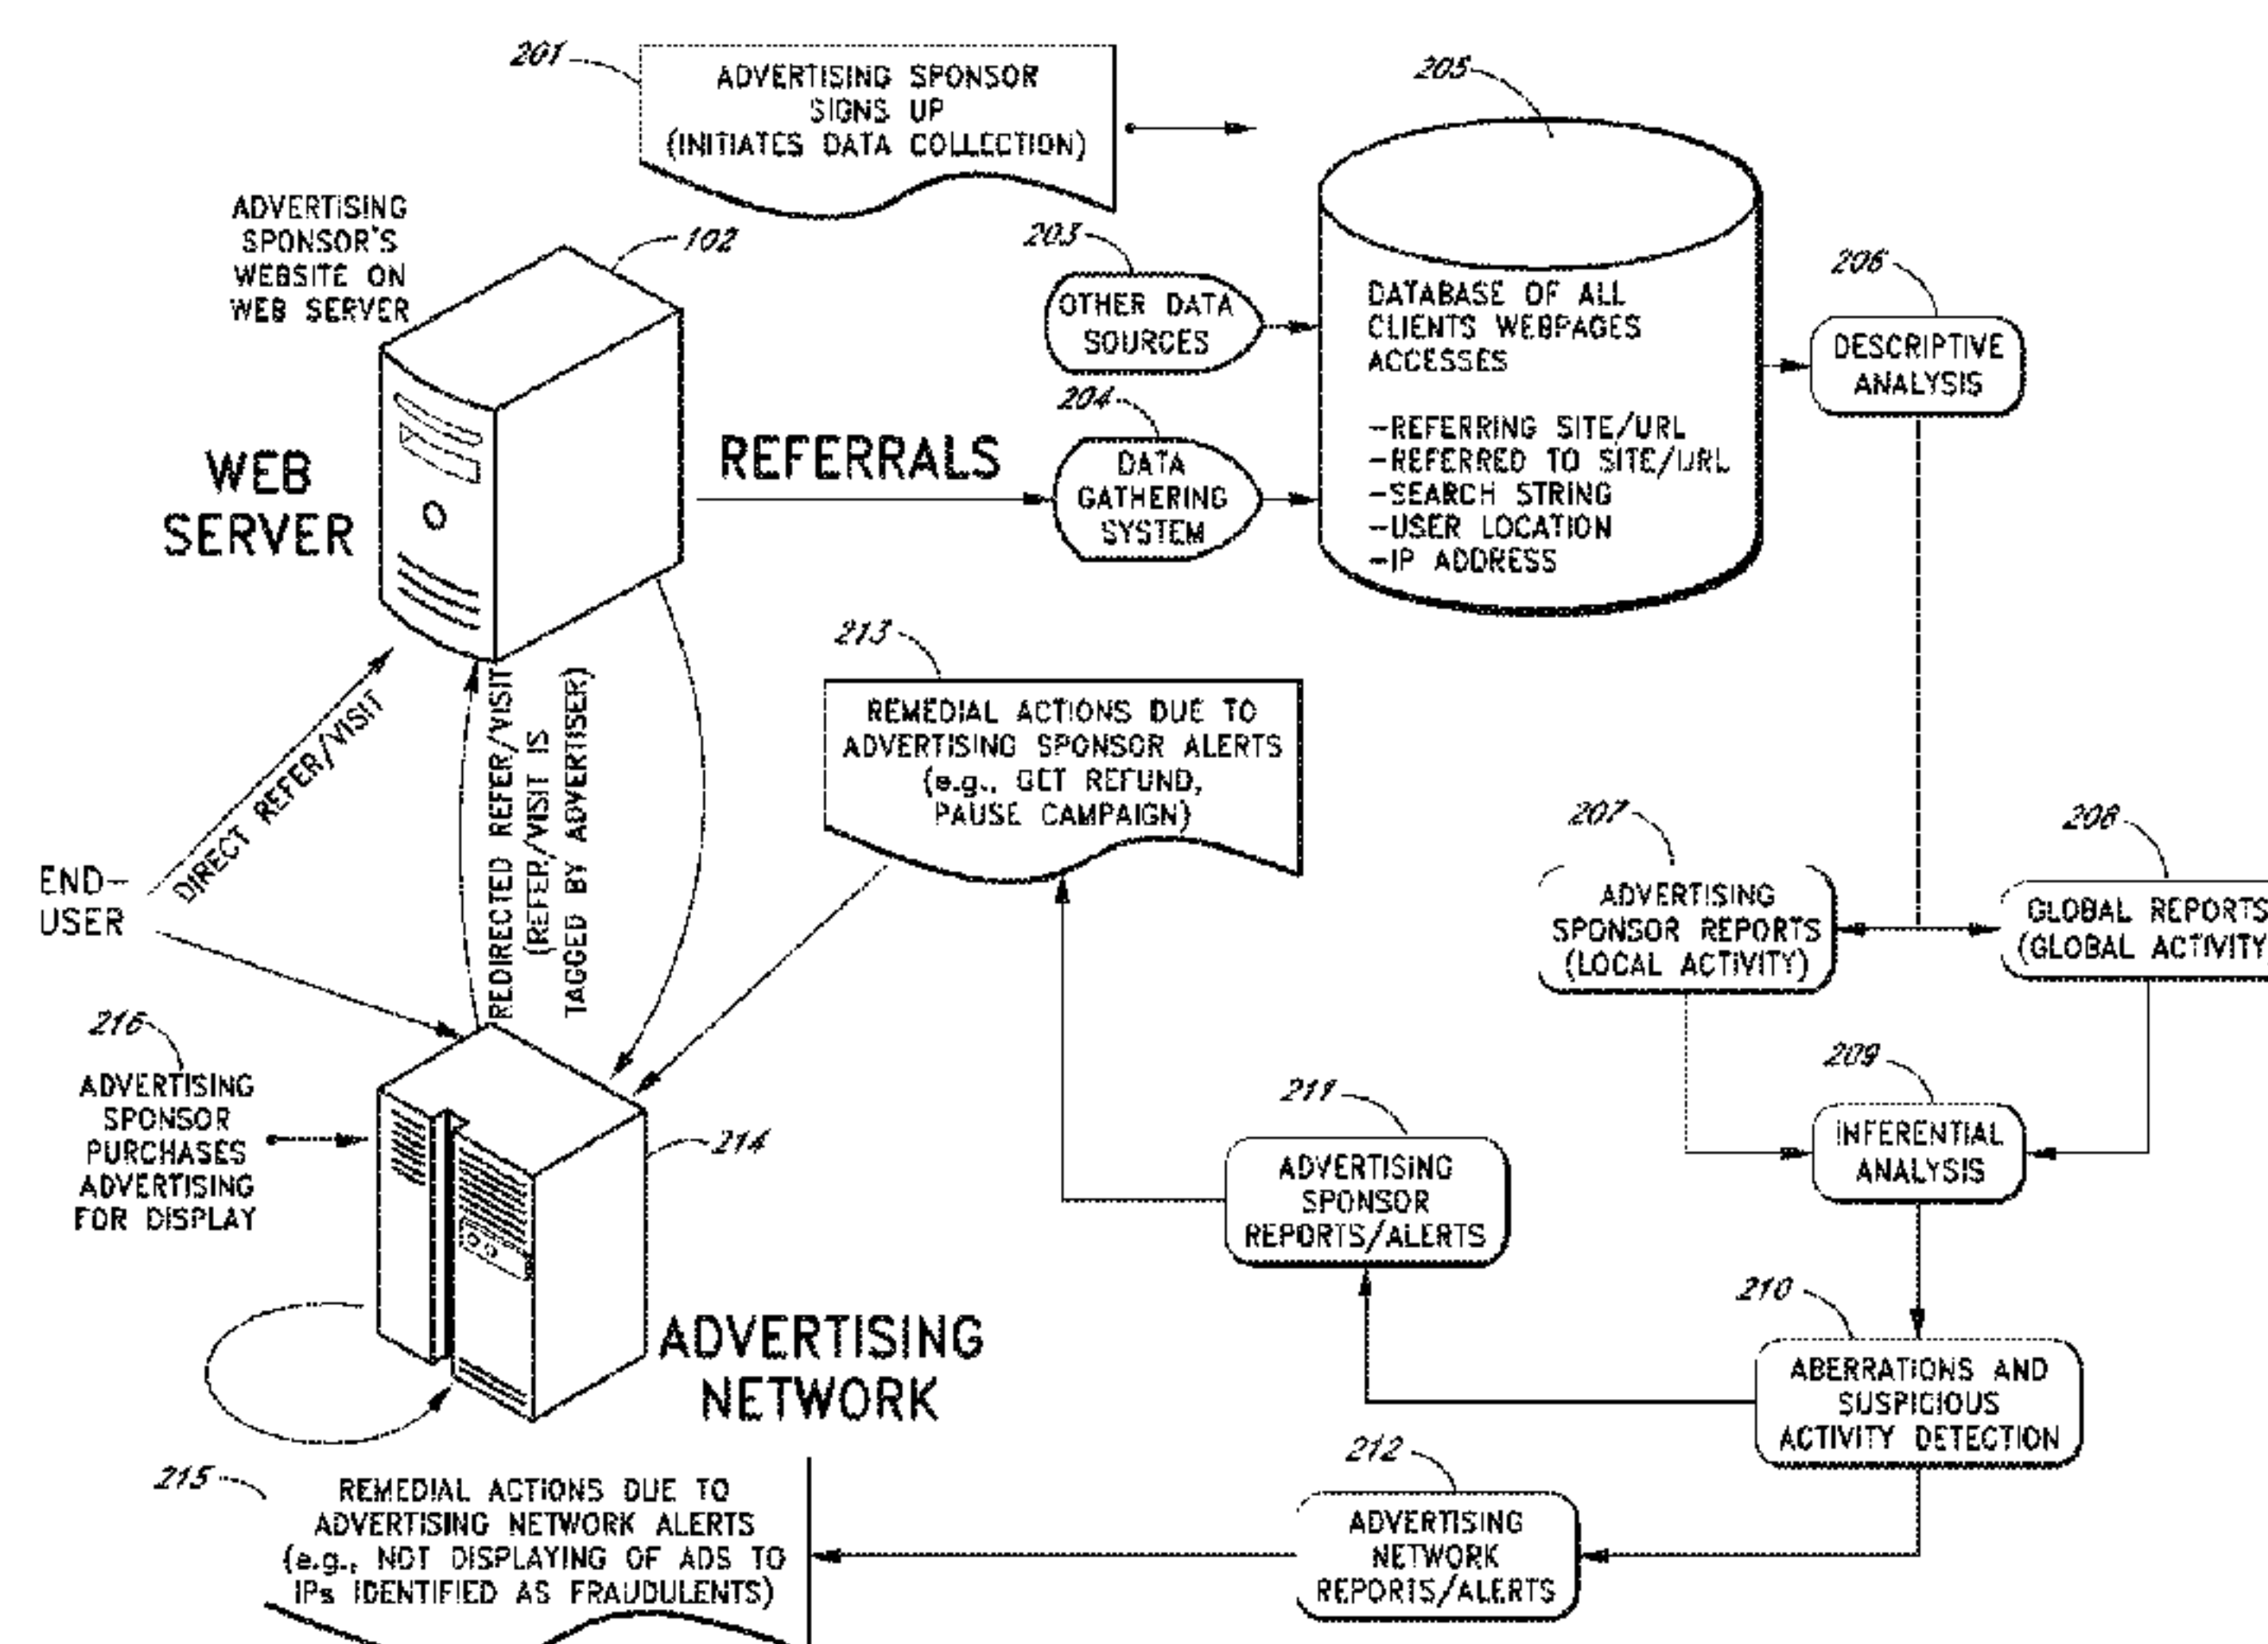 201
ADVERTISING SPONSOR
SIGNS UP
(INITIATES DATA COLLECTION)
205
ADVERTISING
SPONSOR'S
WEBSITE ON
WEB SERVER
102
203
OTHER DATA
SOURCES
DATABASE OF ALL
CLIENTS WEBPAGES
ACCESSES
-REFERRING SITE/URL
-REFERRED TO SITE/URL
-SEARCH STRING
-USER LOCATION
-IP ADDRESS
206
DESCRIPTIVE
ANALYSIS
WEB
SERVER
REFERRALS
204
DATA
GATHERING
SYSTEM
213
REMEDIAL ACTIONS DUE TO
ADVERTISING SPONSOR ALERTS
(e.g., GET REFUND,
PAUSE CAMPAIGN)
DIRECT REFER/VISIT
REDIRECTED REFER/VISIT
(REFER/VISIT IS
TAGGED BY ADVERTISER)
END-
USER
207
ADVERTISING
SPONSOR REPORTS
(LOCAL ACTIVITY)
208
GLOBAL REPORTS
(GLOBAL ACTIVITY
216
ADVERTISING
SPONSOR
PURCHASES
ADVERTISING
FOR DISPLAY
214
209
INFERENTIAL
ANALYSIS
211
ADVERTISING
SPONSOR
REPORTS/ALERTS
210
ABERRATIONS AND
SUSPICIOUS
ACTIVITY DETECTION
ADVERTISING
NETWORK
212
ADVERTISING
NETWORK
REPORTS/ALERTS
215
REMEDIAL ACTIONS DUE TO
ADVERTISING NETWORK ALERTS
(e.g., NOT DISPLAYING OF ADS TO
IPs IDENTIFIED AS FRAUDULENTS)